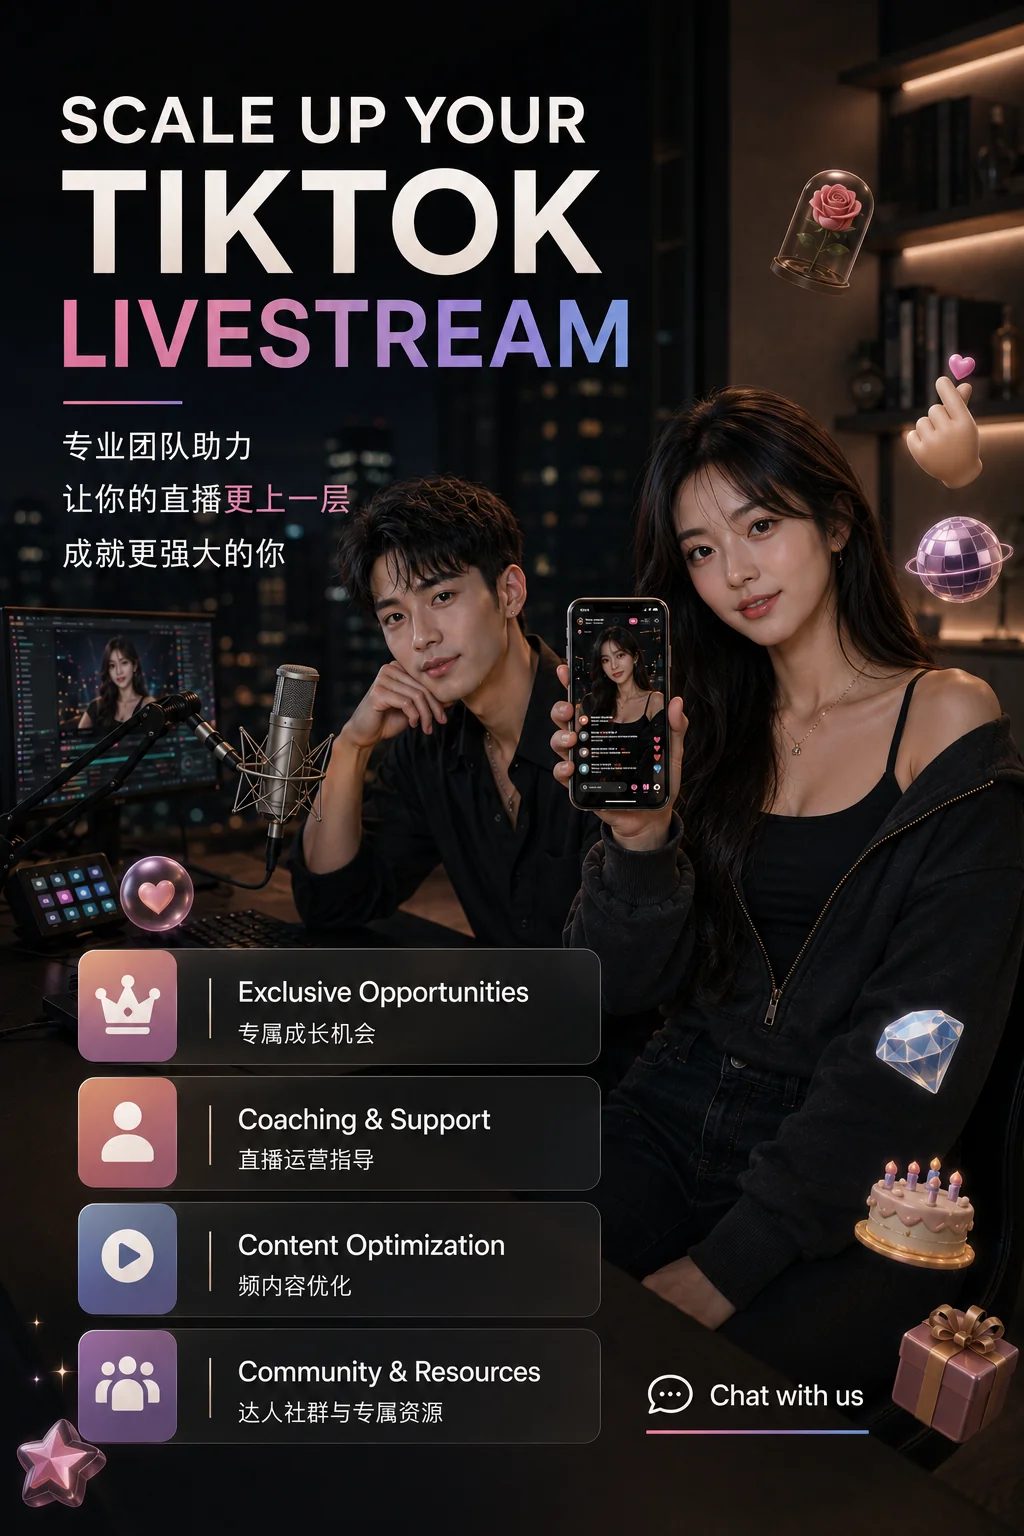 SCALE UP YOUR
TIKTOK
LIVESTREAM
专业团队助力
让你的直播更上一层
成就更强大的你
Exclusive Opportunities
专属成长机会
Coaching & Support
直播运营指导
Content Optimization
频内容优化
Community & Resources
达人社群与专属资源
Chat with us